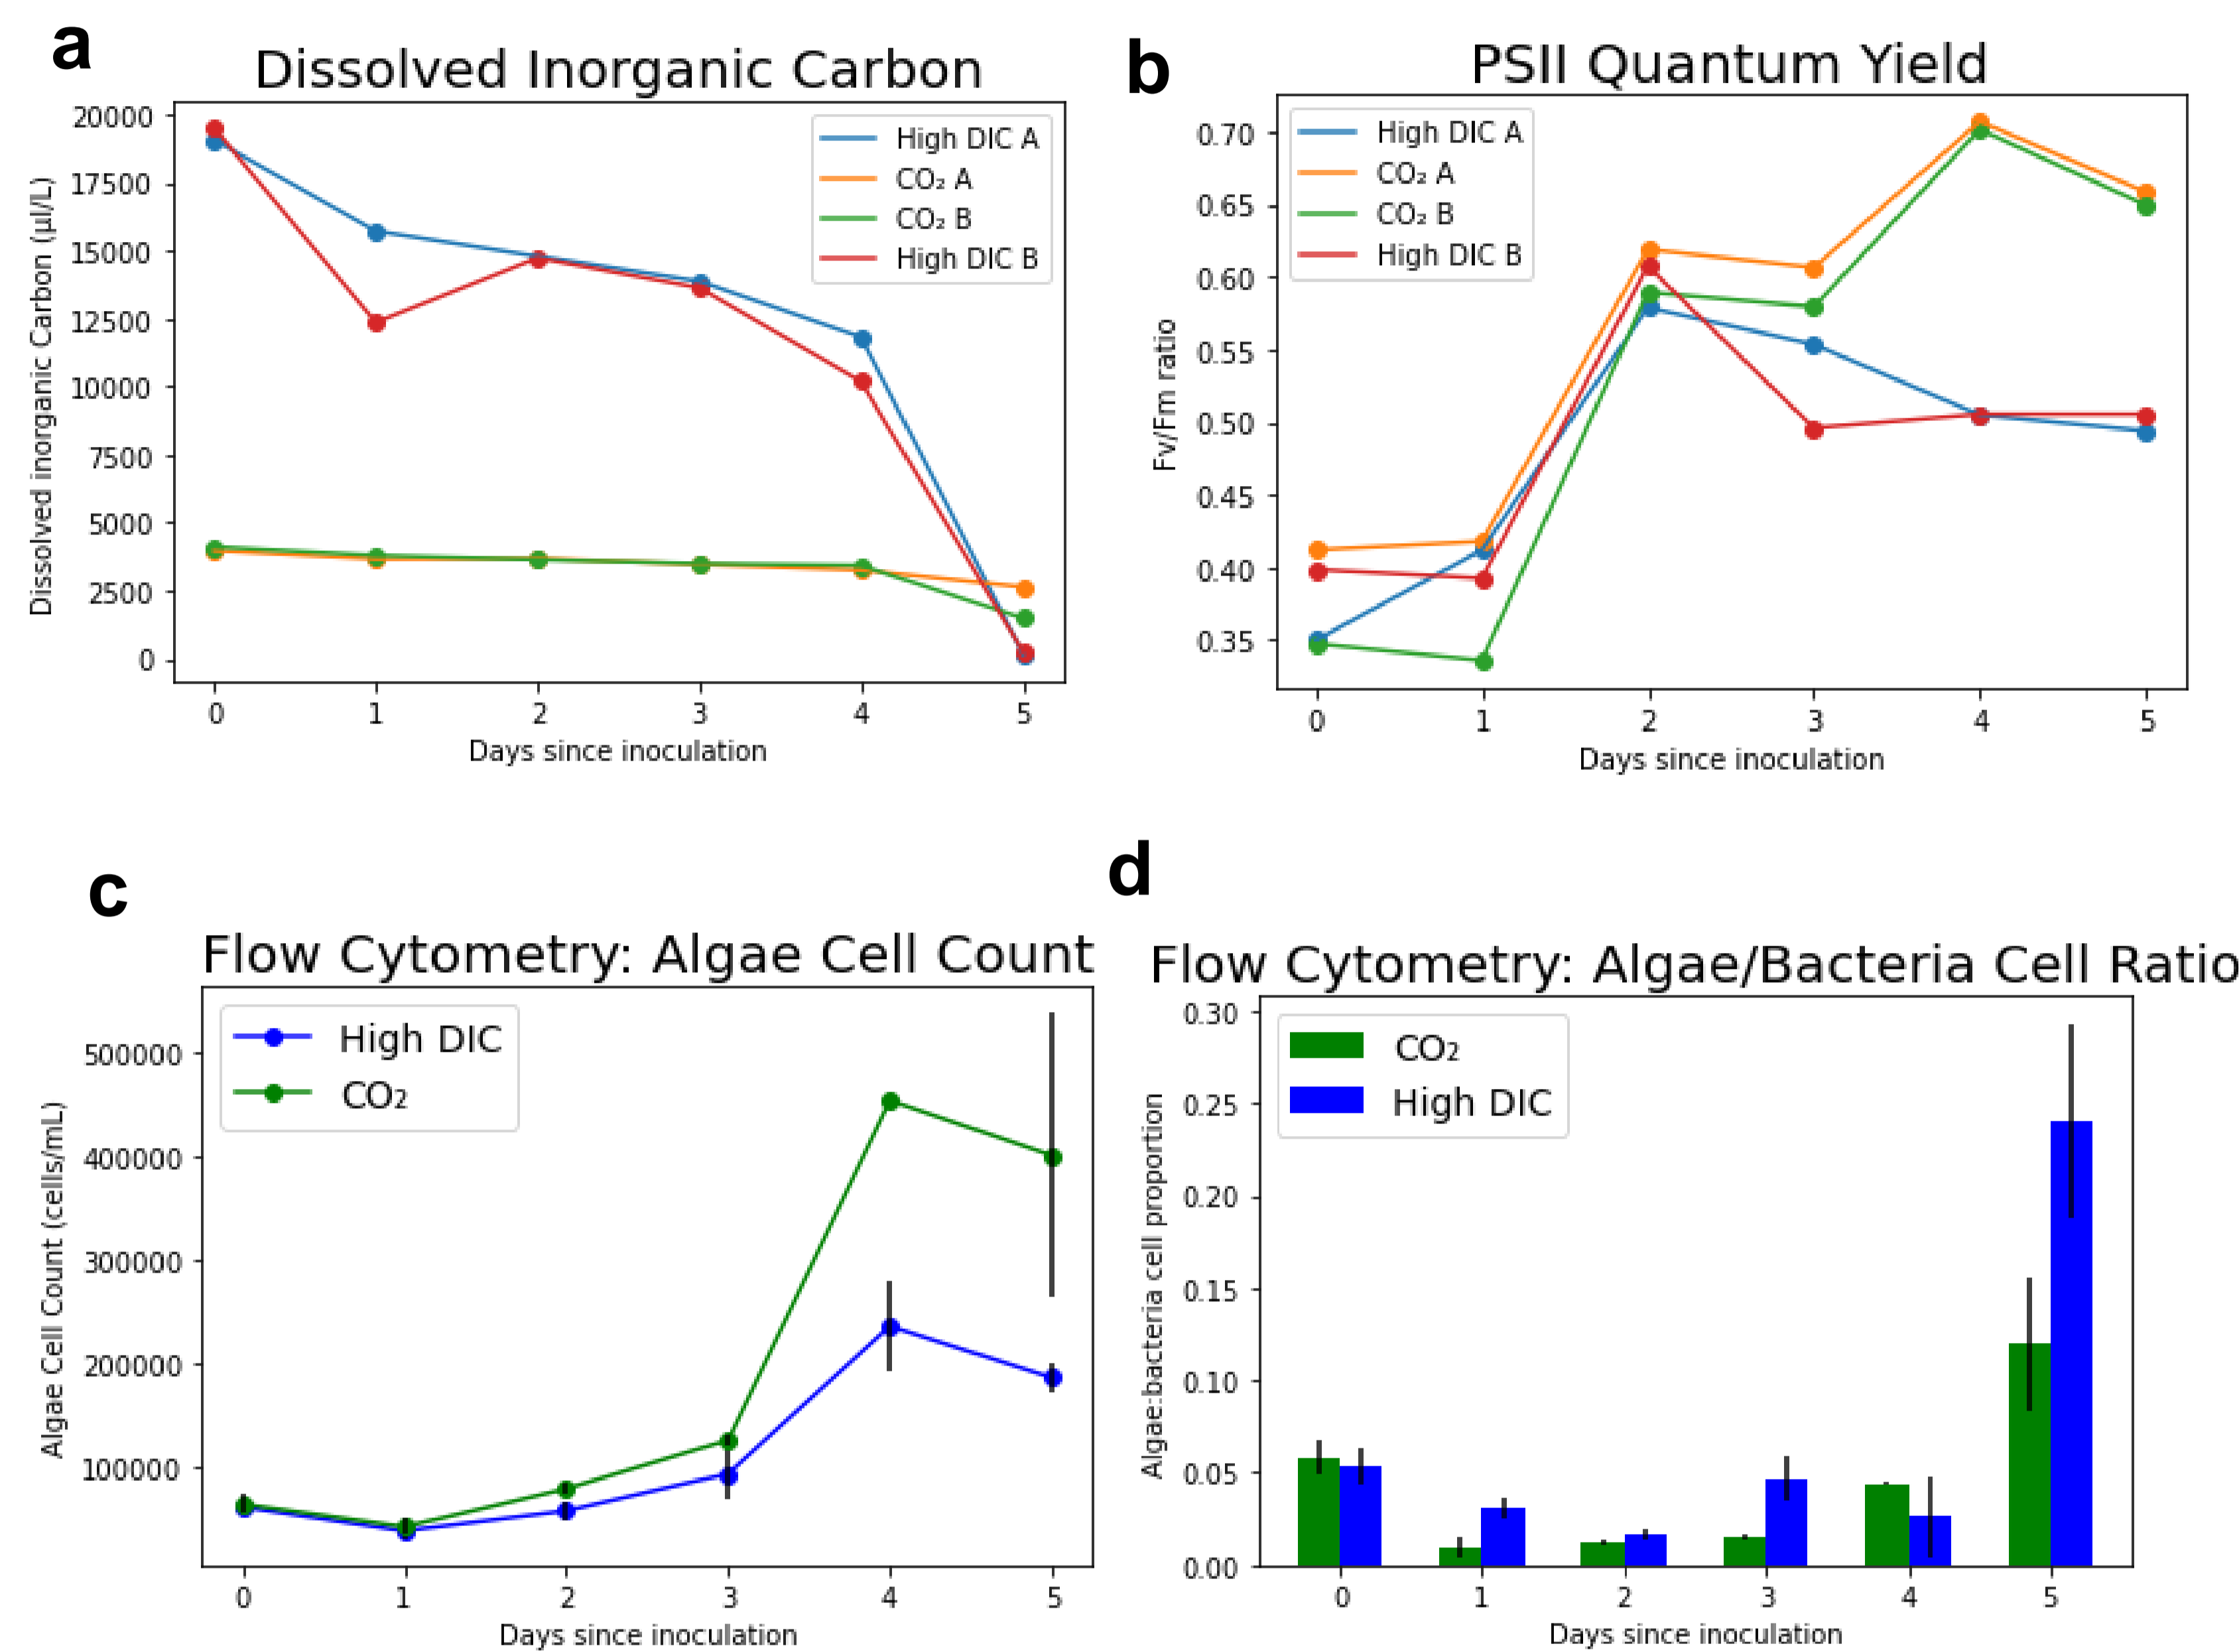 a
Dissolved Inorganic Carbon
Dissolved inorganic Carbon (µl/L)
20000
17500
15000
12500
10000
7500
5000
2500
0
High DIC A
CO₂ A
CO₂ B
High DIC B
0 1 2 3 4 5
Days since inoculation
b
PSII Quantum Yield
Fv/Fm ratio
0.70
0.65
0.60
0.55
0.50
0.45
0.40
0.35
High DIC A
CO₂ A
CO₂ B
High DIC B
0 1 2 3 4 5
Days since inoculation
c
Flow Cytometry: Algae Cell Count
Algae Cell Count (cells/mL)
500000
400000
300000
200000
100000
High DIC
CO₂
0 1 2 3 4 5
Days since inoculation
d
Flow Cytometry: Algae/Bacteria Cell Ratio
Algae:bacteria cell proportion
0.30
0.25
0.20
0.15
0.10
0.05
0.00
CO₂
High DIC
0 1 2 3 4 5
Days since inoculation